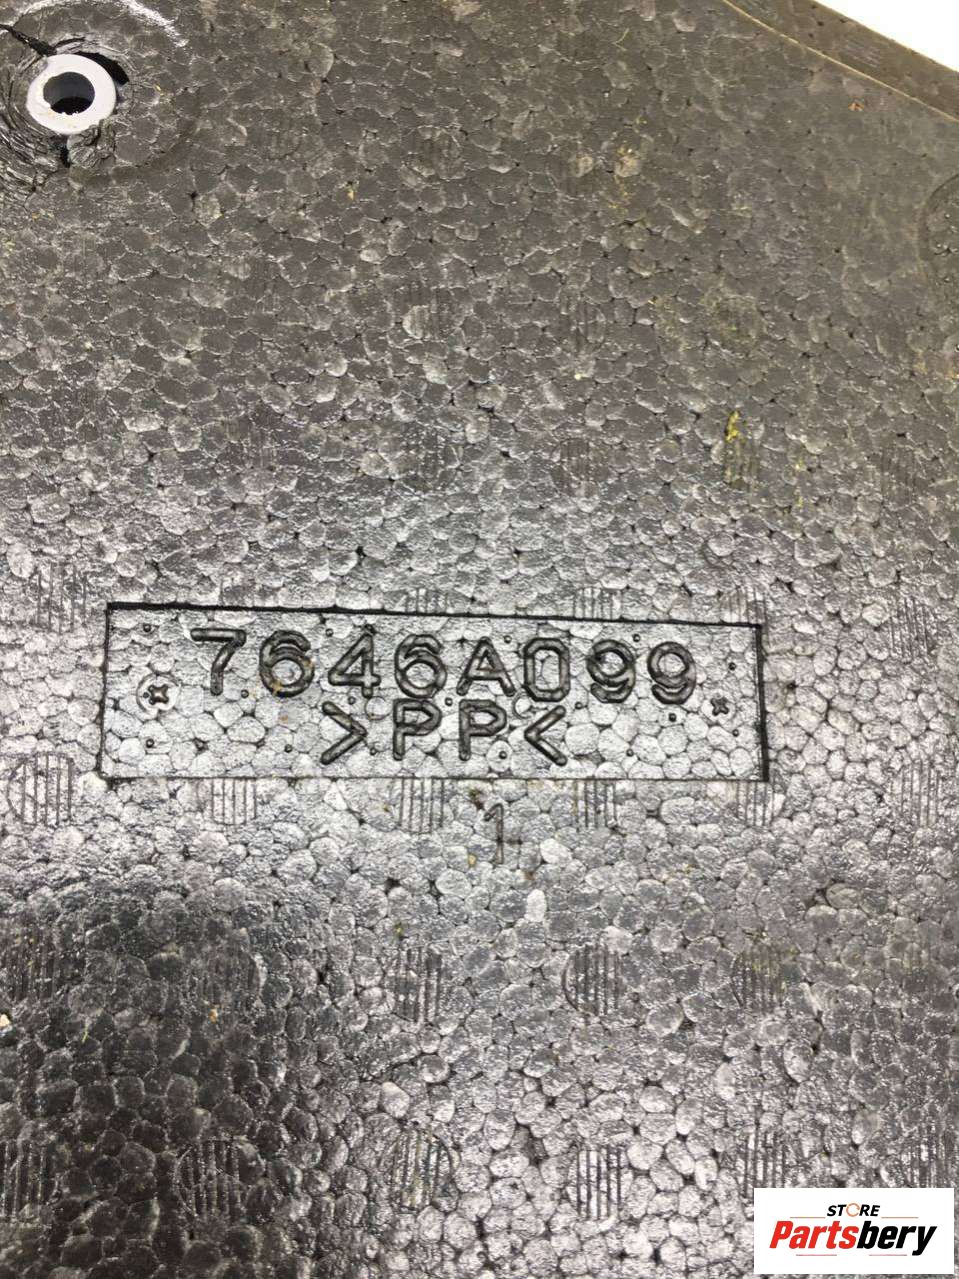 7646A099
>PP<
1
STORE
Partsbery